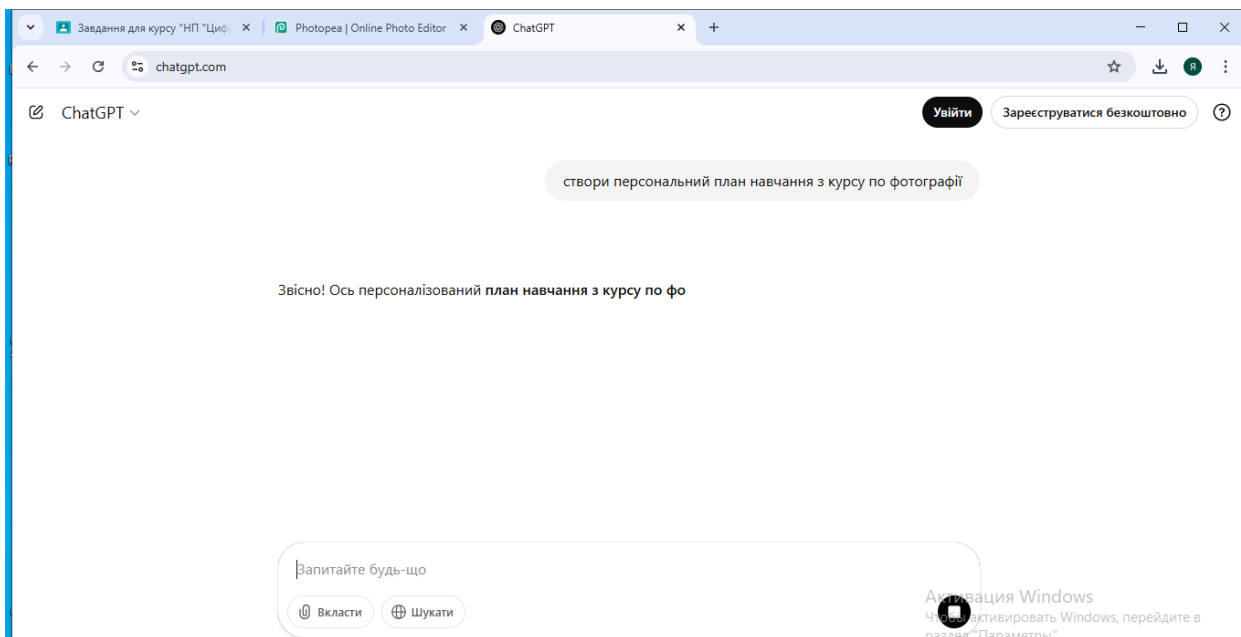 Завдання для курсу "НП "Циф
Photopea | Online Photo Editor
ChatGPT
chatgpt.com
Я
ChatGPT
Увійти
Зареєструватися безкоштовно
створи персональний план навчання з курсу по фотографії
Звісно! Ось персоналізований план навчання з курсу по фо
Запитайте будь-що
Вкласти
Шукати
Активация Windows
Чтобы активировать Windows, перейдите в
раздел "Параметры".